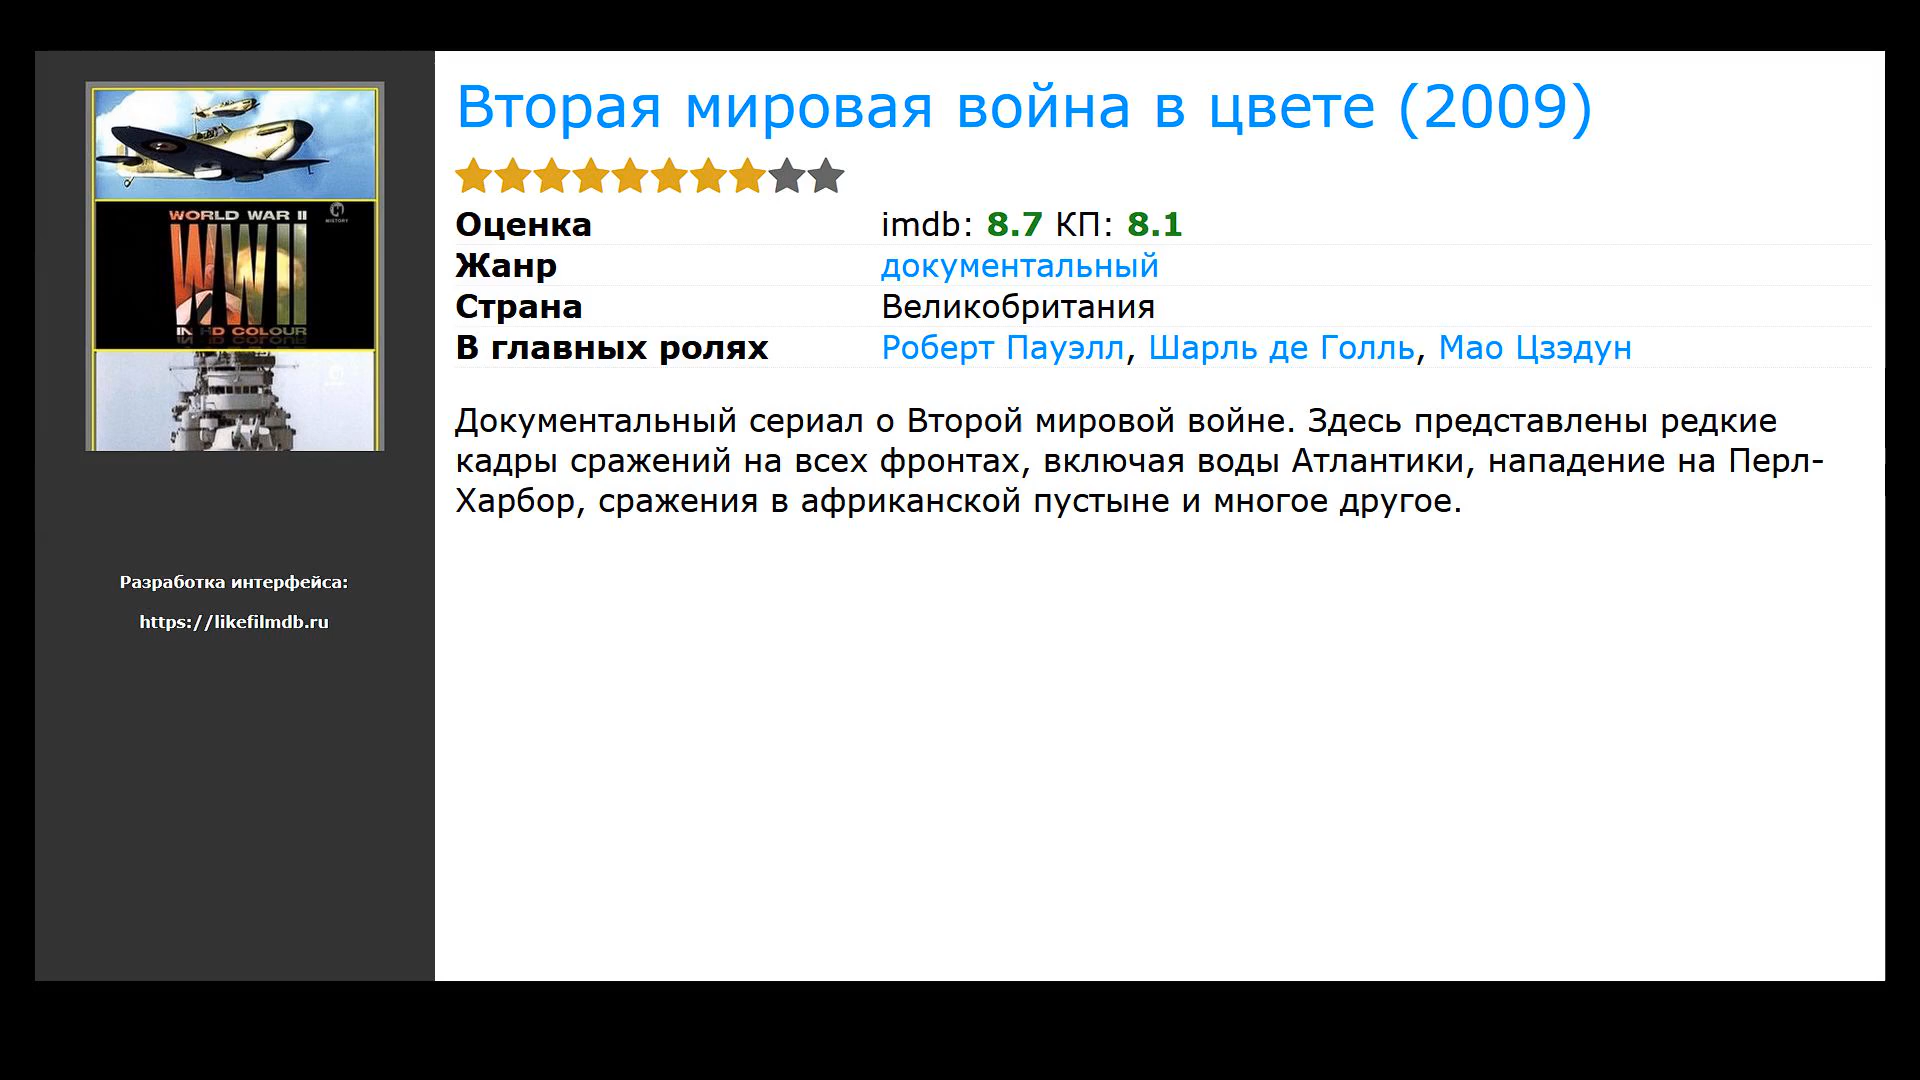 Вторая мировая война в цвете (2009)
Оценка imdb: 8.7 КП: 8.1
Жанр документальный
Страна Великобритания
В главных ролях Роберт Пауэлл, Шарль де Голль, Мао Цзэдун
Документальный сериал о Второй мировой войне. Здесь представлены редкие
кадры сражений на всех фронтах, включая воды Атлантики, нападение на Перл-
Харбор, сражения в африканской пустыне и многое другое.
WORLD WAR II
HISTORY
WWII
IN HD COLOUR
Разработка интерфейса:
https://likefilmdb.ru